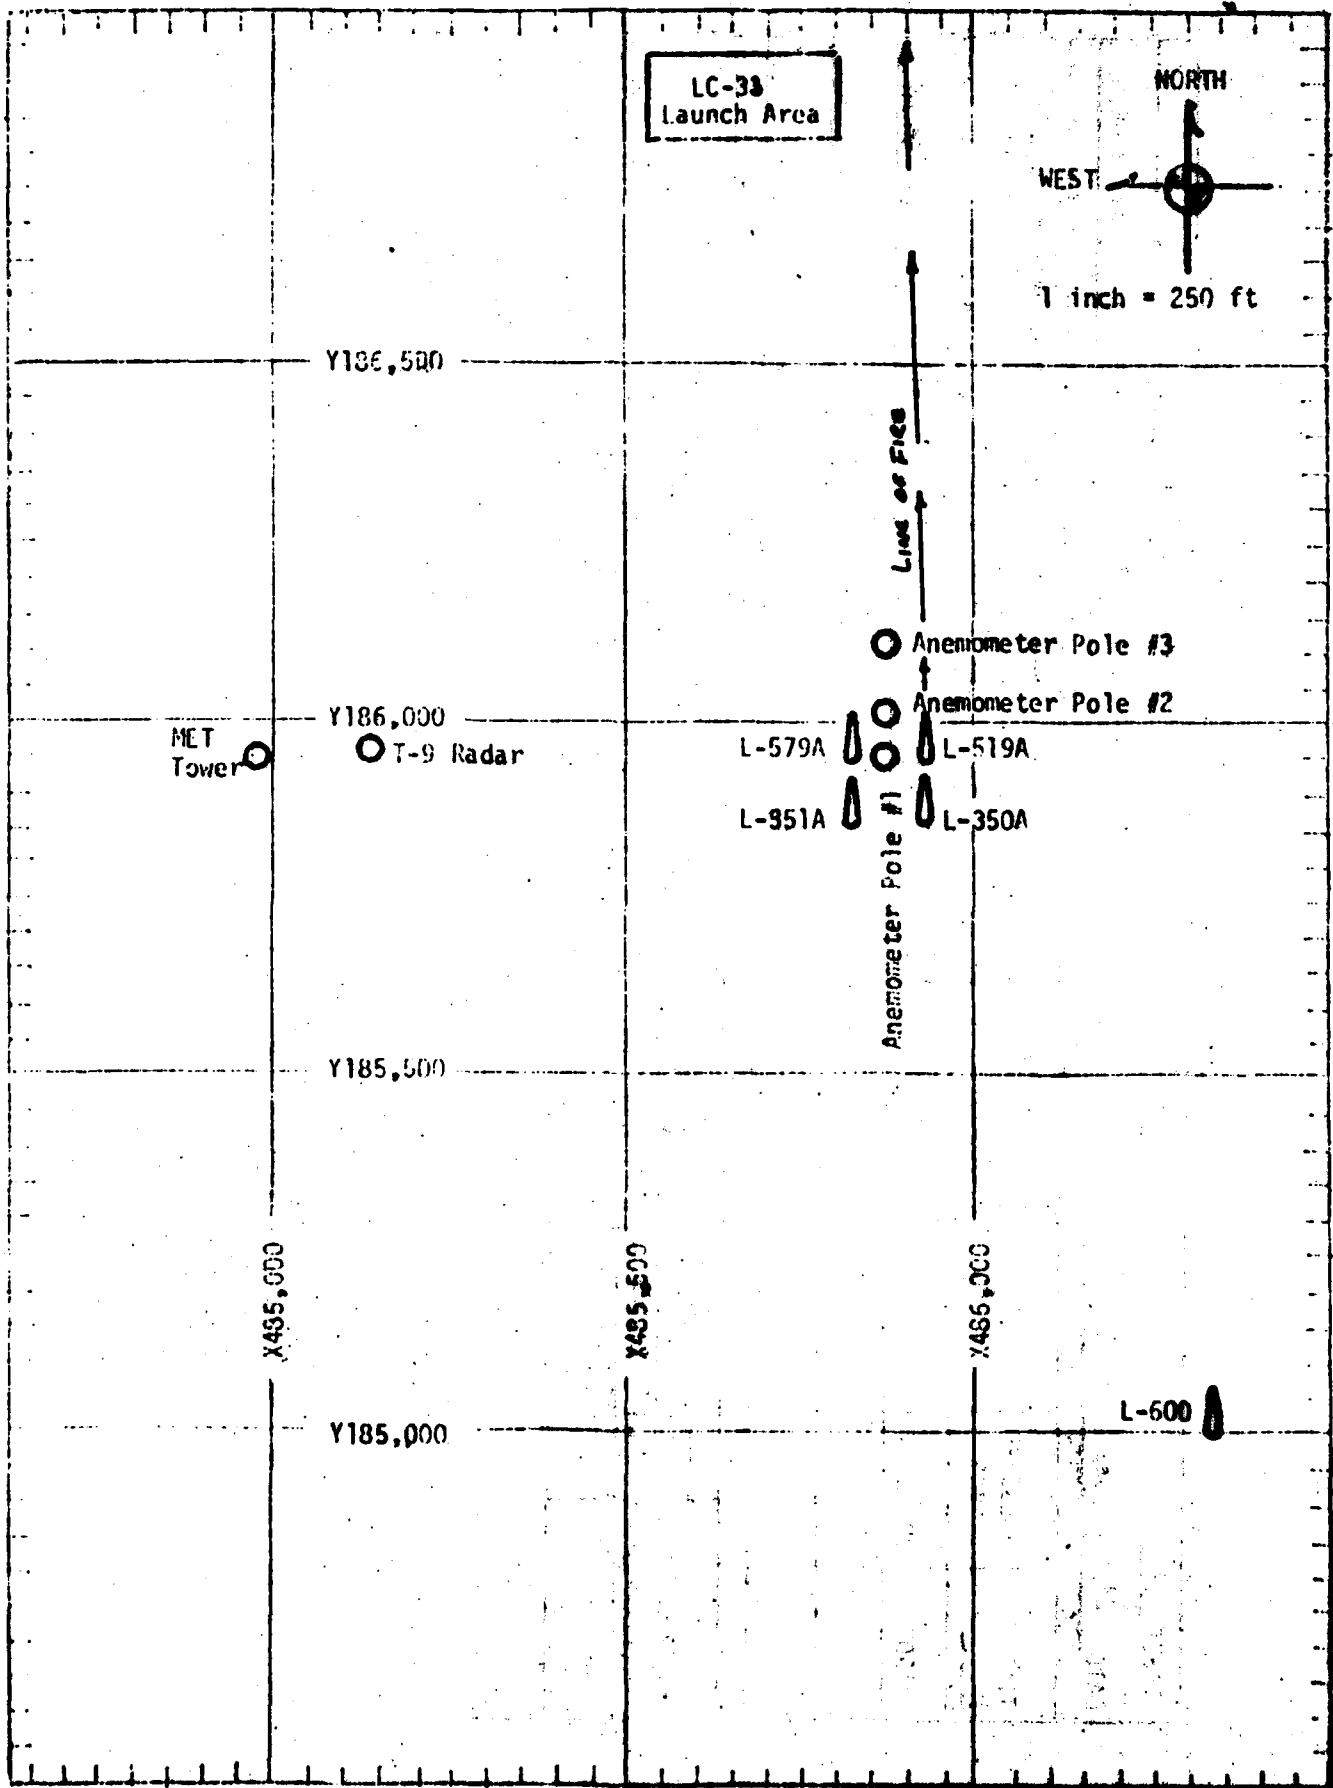 LC-33
Launch Area
NORTH
WEST
1 inch = 250 ft
Y186,500
LINE OF FIRE
Anemometer Pole #3
Anemometer Pole #2
Y186,000
MET
Tower
T-9 Radar
L-579A
L-519A
L-351A
L-350A
Anemometer Pole #1
Y185,500
X485,000
X485,500
X485,000
L-600
Y185,000